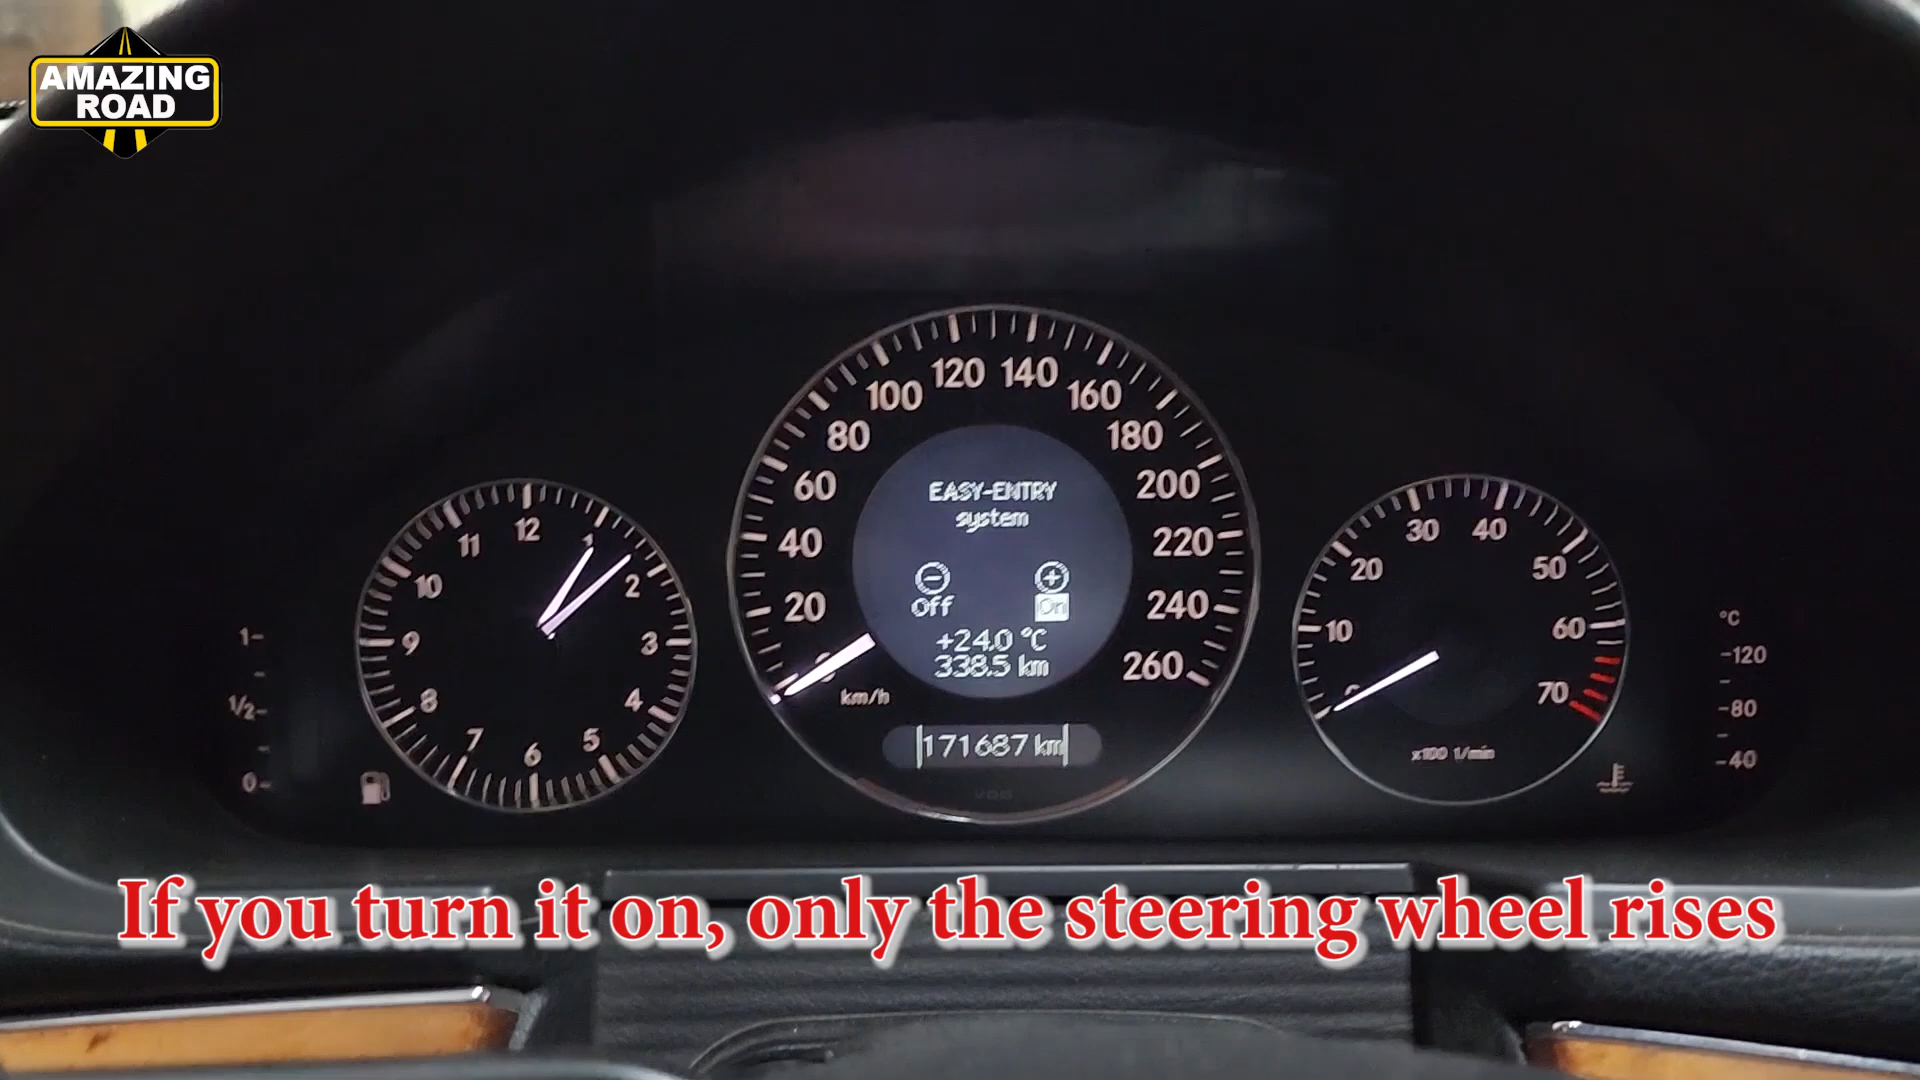 AMAZING
ROAD
120 140
100 160
80 180
60 200
40 220
20 240
260
km/h
EASY-ENTRY
system
Off On
+24.0 °C
338.5 km
171687 km
VDO
12
11 1
10 2
9 3
8 4
7 5
6
1
1/2
0
30 40
20 50
10 60
70
x100 1/min
°C
120
80
40
If you turn it on, only the steering wheel rises